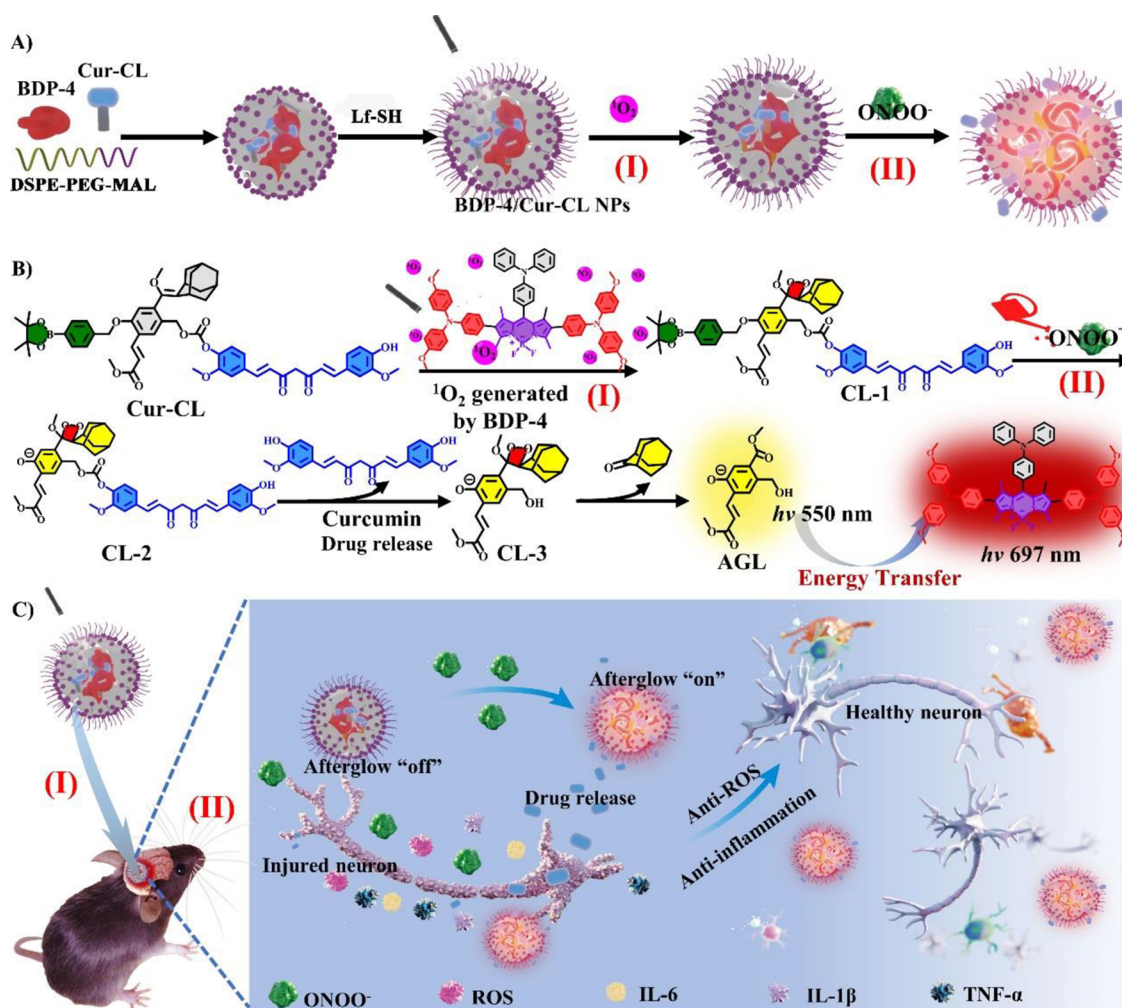 A)
BDP-4
Cur-CL
DSPE-PEG-MAL
Lf-SH
BDP-4/Cur-CL NPs
¹O₂
(I)
ONOO⁻
(II)
B)
Cur-CL
¹O₂ generated
by BDP-4
(I)
CL-1
ONOO⁻
(II)
CL-2
Curcumin
Drug release
CL-3
AGL
hv 550 nm
Energy Transfer
hv 697 nm
C)
(I)
(II)
Afterglow "off"
Afterglow "on"
Drug release
Injured neuron
Anti-ROS
Anti-inflammation
Healthy neuron
ONOO⁻
ROS
IL-6
IL-1β
TNF-α